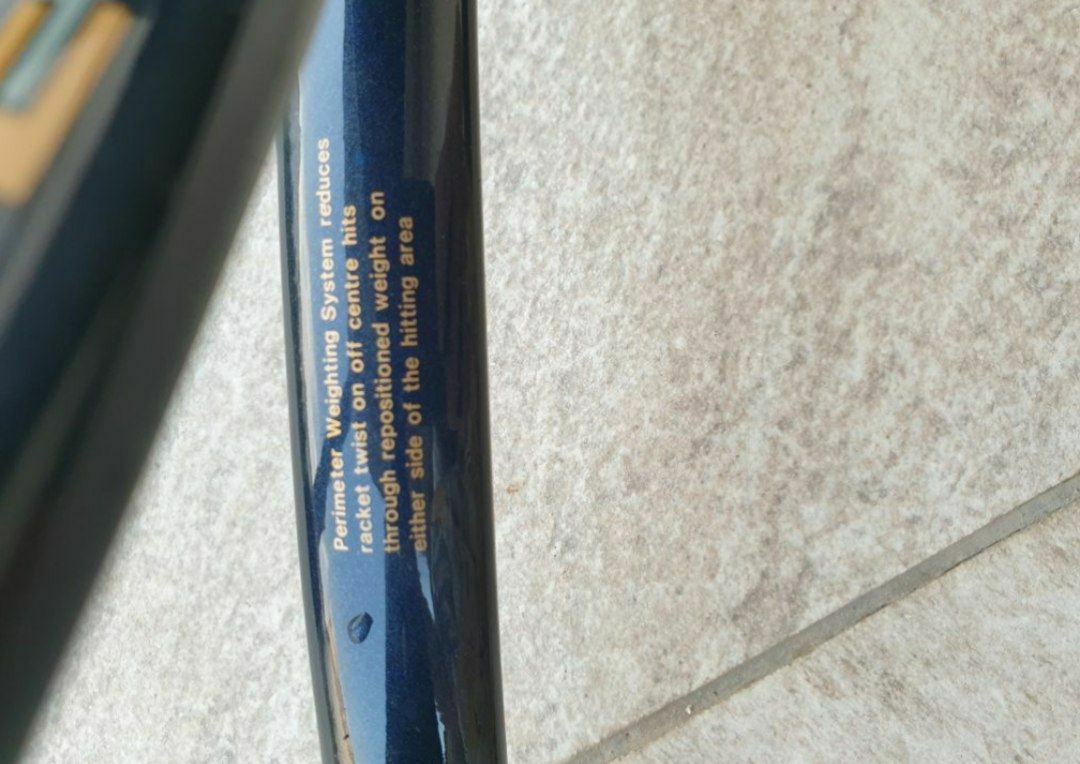 Perimeter Weighting System reduces
racket twist on off centre hits
through repositioned weight on
either side of the hitting area